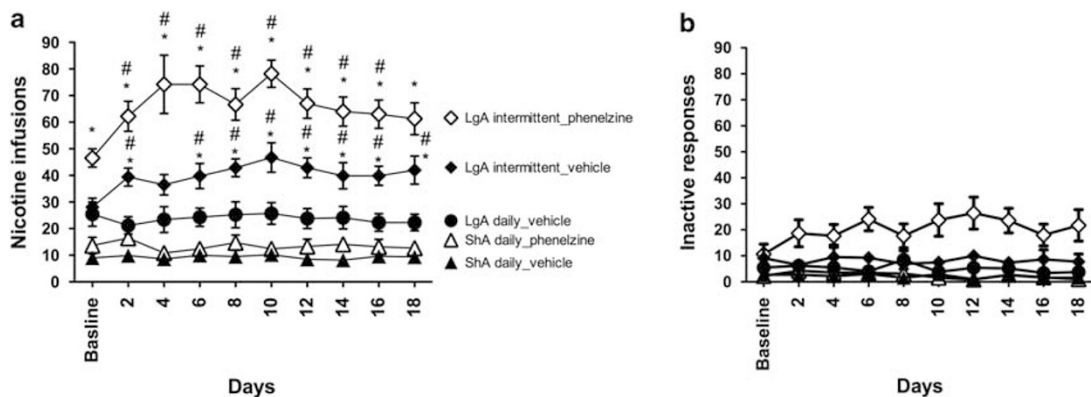 a
90
80
70
60
50
40
30
20
10
0
Nicotine infusions
# # # # # # # #
* * * * * * * * * *
# # # # # # #
* * * * * * * *
Basline 2 4 6 8 10 12 14 16 18
Days
LgA intermittent_phenelzine
LgA intermittent_vehicle
LgA daily_vehicle
ShA daily_phenelzine
ShA daily_vehicle
b
90
80
70
60
50
40
30
20
10
0
Inactive responses
Baseline 2 4 6 8 10 12 14 16 18
Days